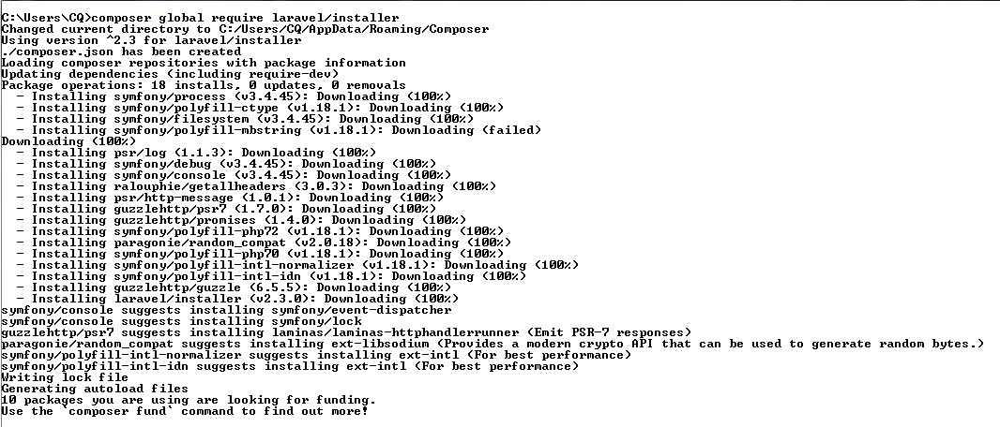 C:\Users\CQ>composer global require laravel/installer
Changed current directory to C:/Users/CQ/AppData/Roaming/Composer
Using version ^2.3 for laravel/installer
./composer.json has been created
Loading composer repositories with package information
Updating dependencies (including require-dev)
Package operations: 18 installs, 0 updates, 0 removals
  - Installing symfony/process (v3.4.45): Downloading (100%)
  - Installing symfony/polyfill-ctype (v1.18.1): Downloading (100%)
  - Installing symfony/filesystem (v3.4.45): Downloading (100%)
  - Installing symfony/polyfill-mbstring (v1.18.1): Downloading (failed)
Downloading (100%)
  - Installing psr/log (1.1.3): Downloading (100%)
  - Installing symfony/debug (v3.4.45): Downloading (100%)
  - Installing symfony/console (v3.4.45): Downloading (100%)
  - Installing ralouphie/getallheaders (3.0.3): Downloading (100%)
  - Installing psr/http-message (1.0.1): Downloading (100%)
  - Installing guzzlehttp/psr7 (1.7.0): Downloading (100%)
  - Installing guzzlehttp/promises (1.4.0): Downloading (100%)
  - Installing symfony/polyfill-php72 (v1.18.1): Downloading (100%)
  - Installing paragonie/random_compat (v2.0.18): Downloading (100%)
  - Installing symfony/polyfill-php70 (v1.18.1): Downloading (100%)
  - Installing symfony/polyfill-intl-normalizer (v1.18.1): Downloading (100%)
  - Installing symfony/polyfill-intl-idn (v1.18.1): Downloading (100%)
  - Installing guzzlehttp/guzzle (6.5.5): Downloading (100%)
  - Installing laravel/installer (v2.3.0): Downloading (100%)
symfony/console suggests installing symfony/event-dispatcher
symfony/console suggests installing symfony/lock
guzzlehttp/psr7 suggests installing laminas/laminas-httphandlerrunner (Emit PSR-7 responses)
paragonie/random_compat suggests installing ext-libsodium (Provides a modern crypto API that can be used to generate random bytes.)
symfony/polyfill-intl-normalizer suggests installing ext-intl (For best performance)
symfony/polyfill-intl-idn suggests installing ext-intl (For best performance)
Writing lock file
Generating autoload files
10 packages you are using are looking for funding.
Use the `composer fund` command to find out more!